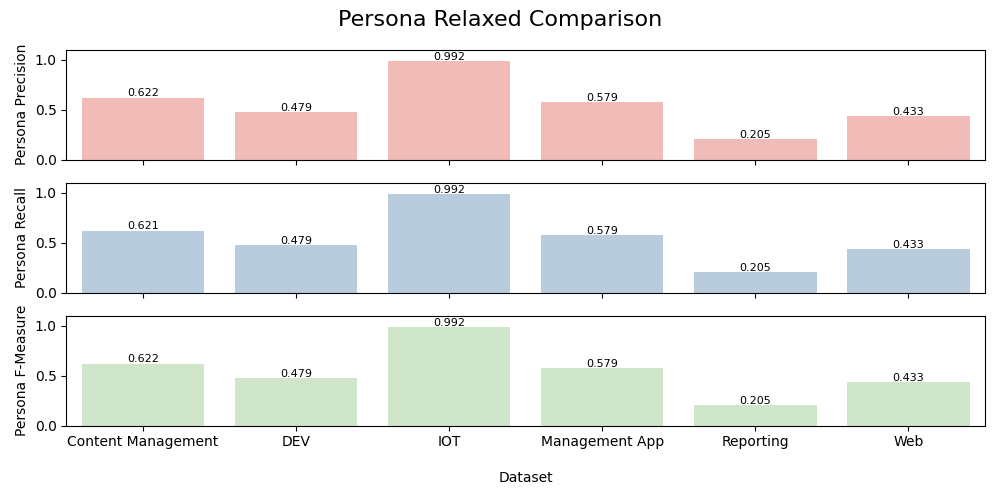 Persona Relaxed Comparison
Persona Precision
1.0
0.5
0.0
0.622
0.479
0.992
0.579
0.205
0.433
Persona Recall
1.0
0.5
0.0
0.621
0.479
0.992
0.579
0.205
0.433
Persona F-Measure
1.0
0.5
0.0
0.622
0.479
0.992
0.579
0.205
0.433
Content Management
DEV
IOT
Management App
Reporting
Web
Dataset